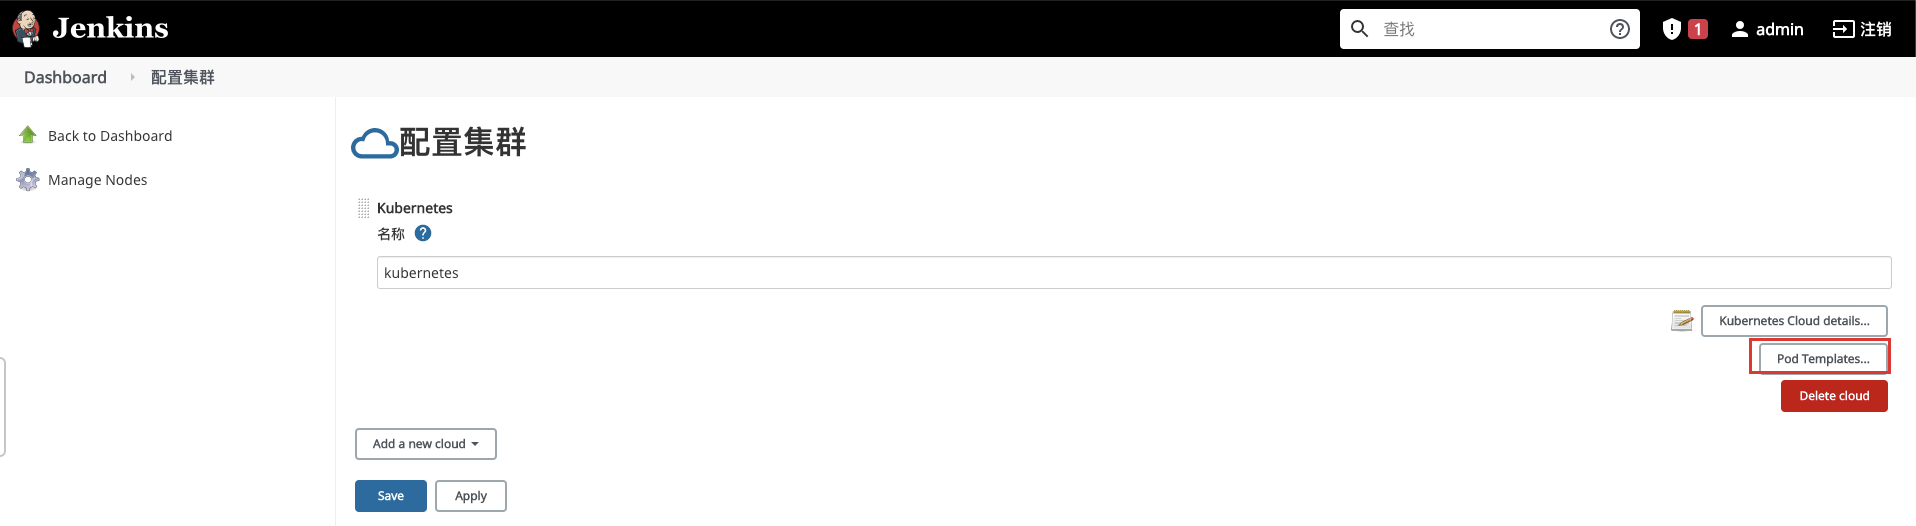 Jenkins
查找
1
admin
注销
Dashboard
配置集群
Back to Dashboard
Manage Nodes
配置集群
Kubernetes
名称
kubernetes
Kubernetes Cloud details...
Pod Templates...
Delete cloud
Add a new cloud
Save
Apply